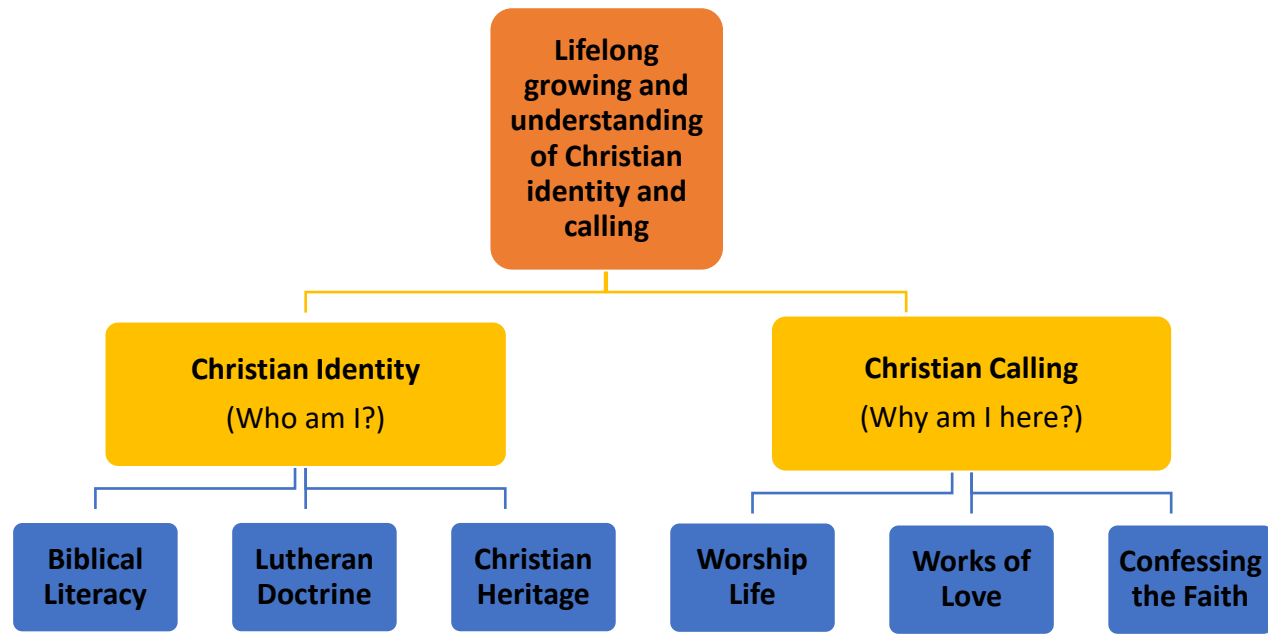 Lifelong
growing and
understanding
of Christian
identity and
calling
Christian Identity
(Who am I?)
Christian Calling
(Why am I here?)
Biblical
Literacy
Lutheran
Doctrine
Christian
Heritage
Worship
Life
Works of
Love
Confessing
the Faith